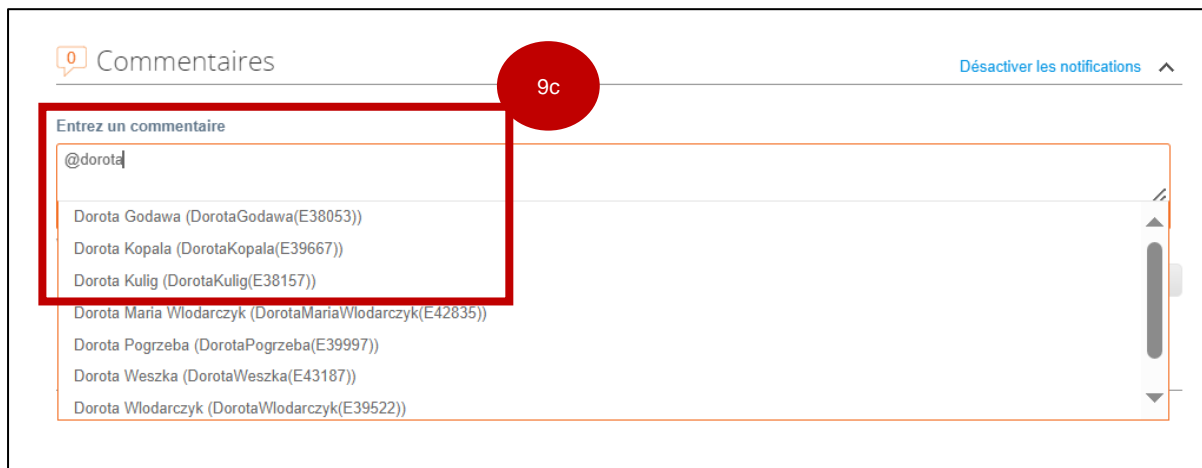 0 Commentaires
Désactiver les notifications
9c
Entrez un commentaire
@dorota
Dorota Godawa (DorotaGodawa(E38053))
Dorota Kopala (DorotaKopala(E39667))
Dorota Kulig (DorotaKulig(E38157))
Dorota Maria Wlodarczyk (DorotaMariaWlodarczyk(E42835))
Dorota Pogrzeba (DorotaPogrzeba(E39997))
Dorota Weszka (DorotaWeszka(E43187))
Dorota Wlodarczyk (DorotaWlodarczyk(E39522))